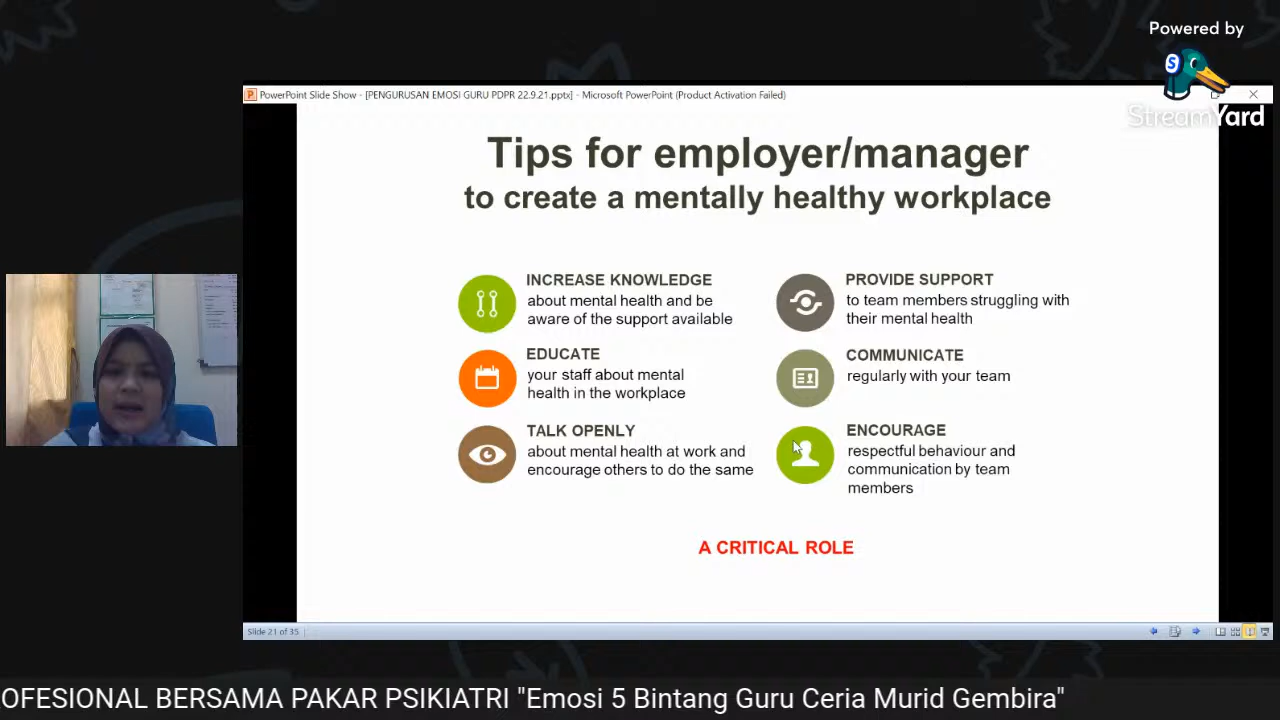 Powered by
StreamYard
PowerPoint Slide Show - [PENGURUSAN EMOSI GURU PDPR 22.9.21.pptx] - Microsoft PowerPoint (Product Activation Failed)
Tips for employer/manager
to create a mentally healthy workplace
INCREASE KNOWLEDGE
about mental health and be
aware of the support available
EDUCATE
your staff about mental
health in the workplace
TALK OPENLY
about mental health at work and
encourage others to do the same
PROVIDE SUPPORT
to team members struggling with
their mental health
COMMUNICATE
regularly with your team
ENCOURAGE
respectful behaviour and
communication by team
members
A CRITICAL ROLE
Slide 21 of 35
OFESIONAL BERSAMA PAKAR PSIKIATRI "Emosi 5 Bintang Guru Ceria Murid Gembira"